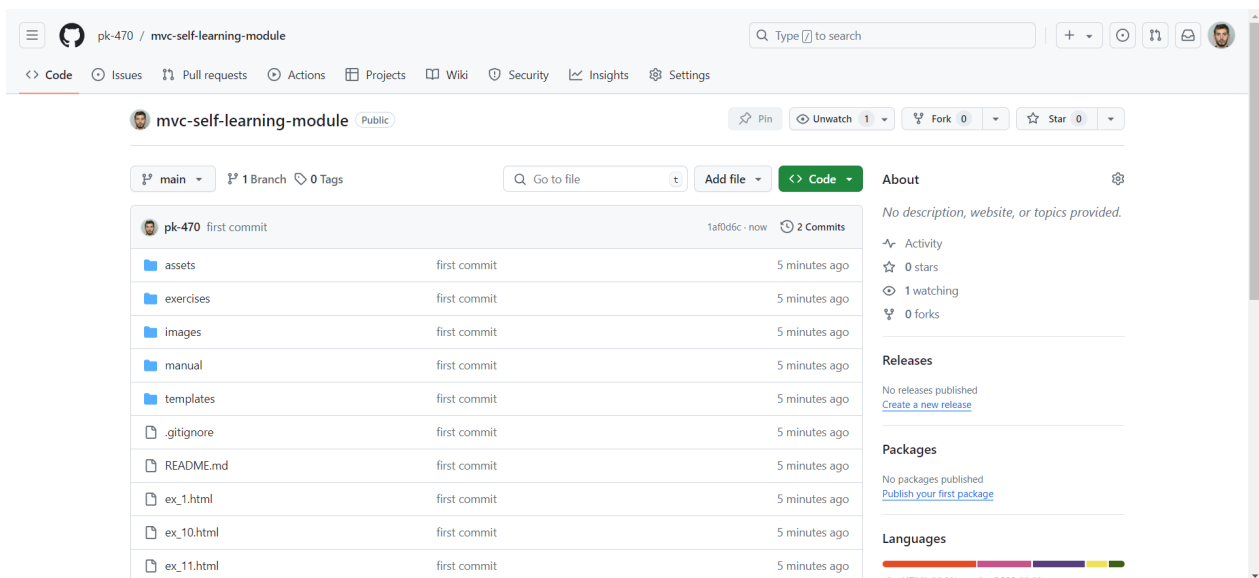 pk-470 / mvc-self-learning-module
Type / to search
Code Issues Pull requests Actions Projects Wiki Security Insights Settings
mvc-self-learning-module Public
Pin Unwatch 1 Fork 0 Star 0
main 1 Branch 0 Tags
Go to file t Add file Code
pk-470 first commit 1af0d6c · now 2 Commits
assets first commit 5 minutes ago
exercises first commit 5 minutes ago
images first commit 5 minutes ago
manual first commit 5 minutes ago
templates first commit 5 minutes ago
.gitignore first commit 5 minutes ago
README.md first commit 5 minutes ago
ex_1.html first commit 5 minutes ago
ex_10.html first commit 5 minutes ago
ex_11.html first commit 5 minutes ago
About
No description, website, or topics provided.
Activity
0 stars
1 watching
0 forks
Releases
No releases published
Create a new release
Packages
No packages published
Publish your first package
Languages